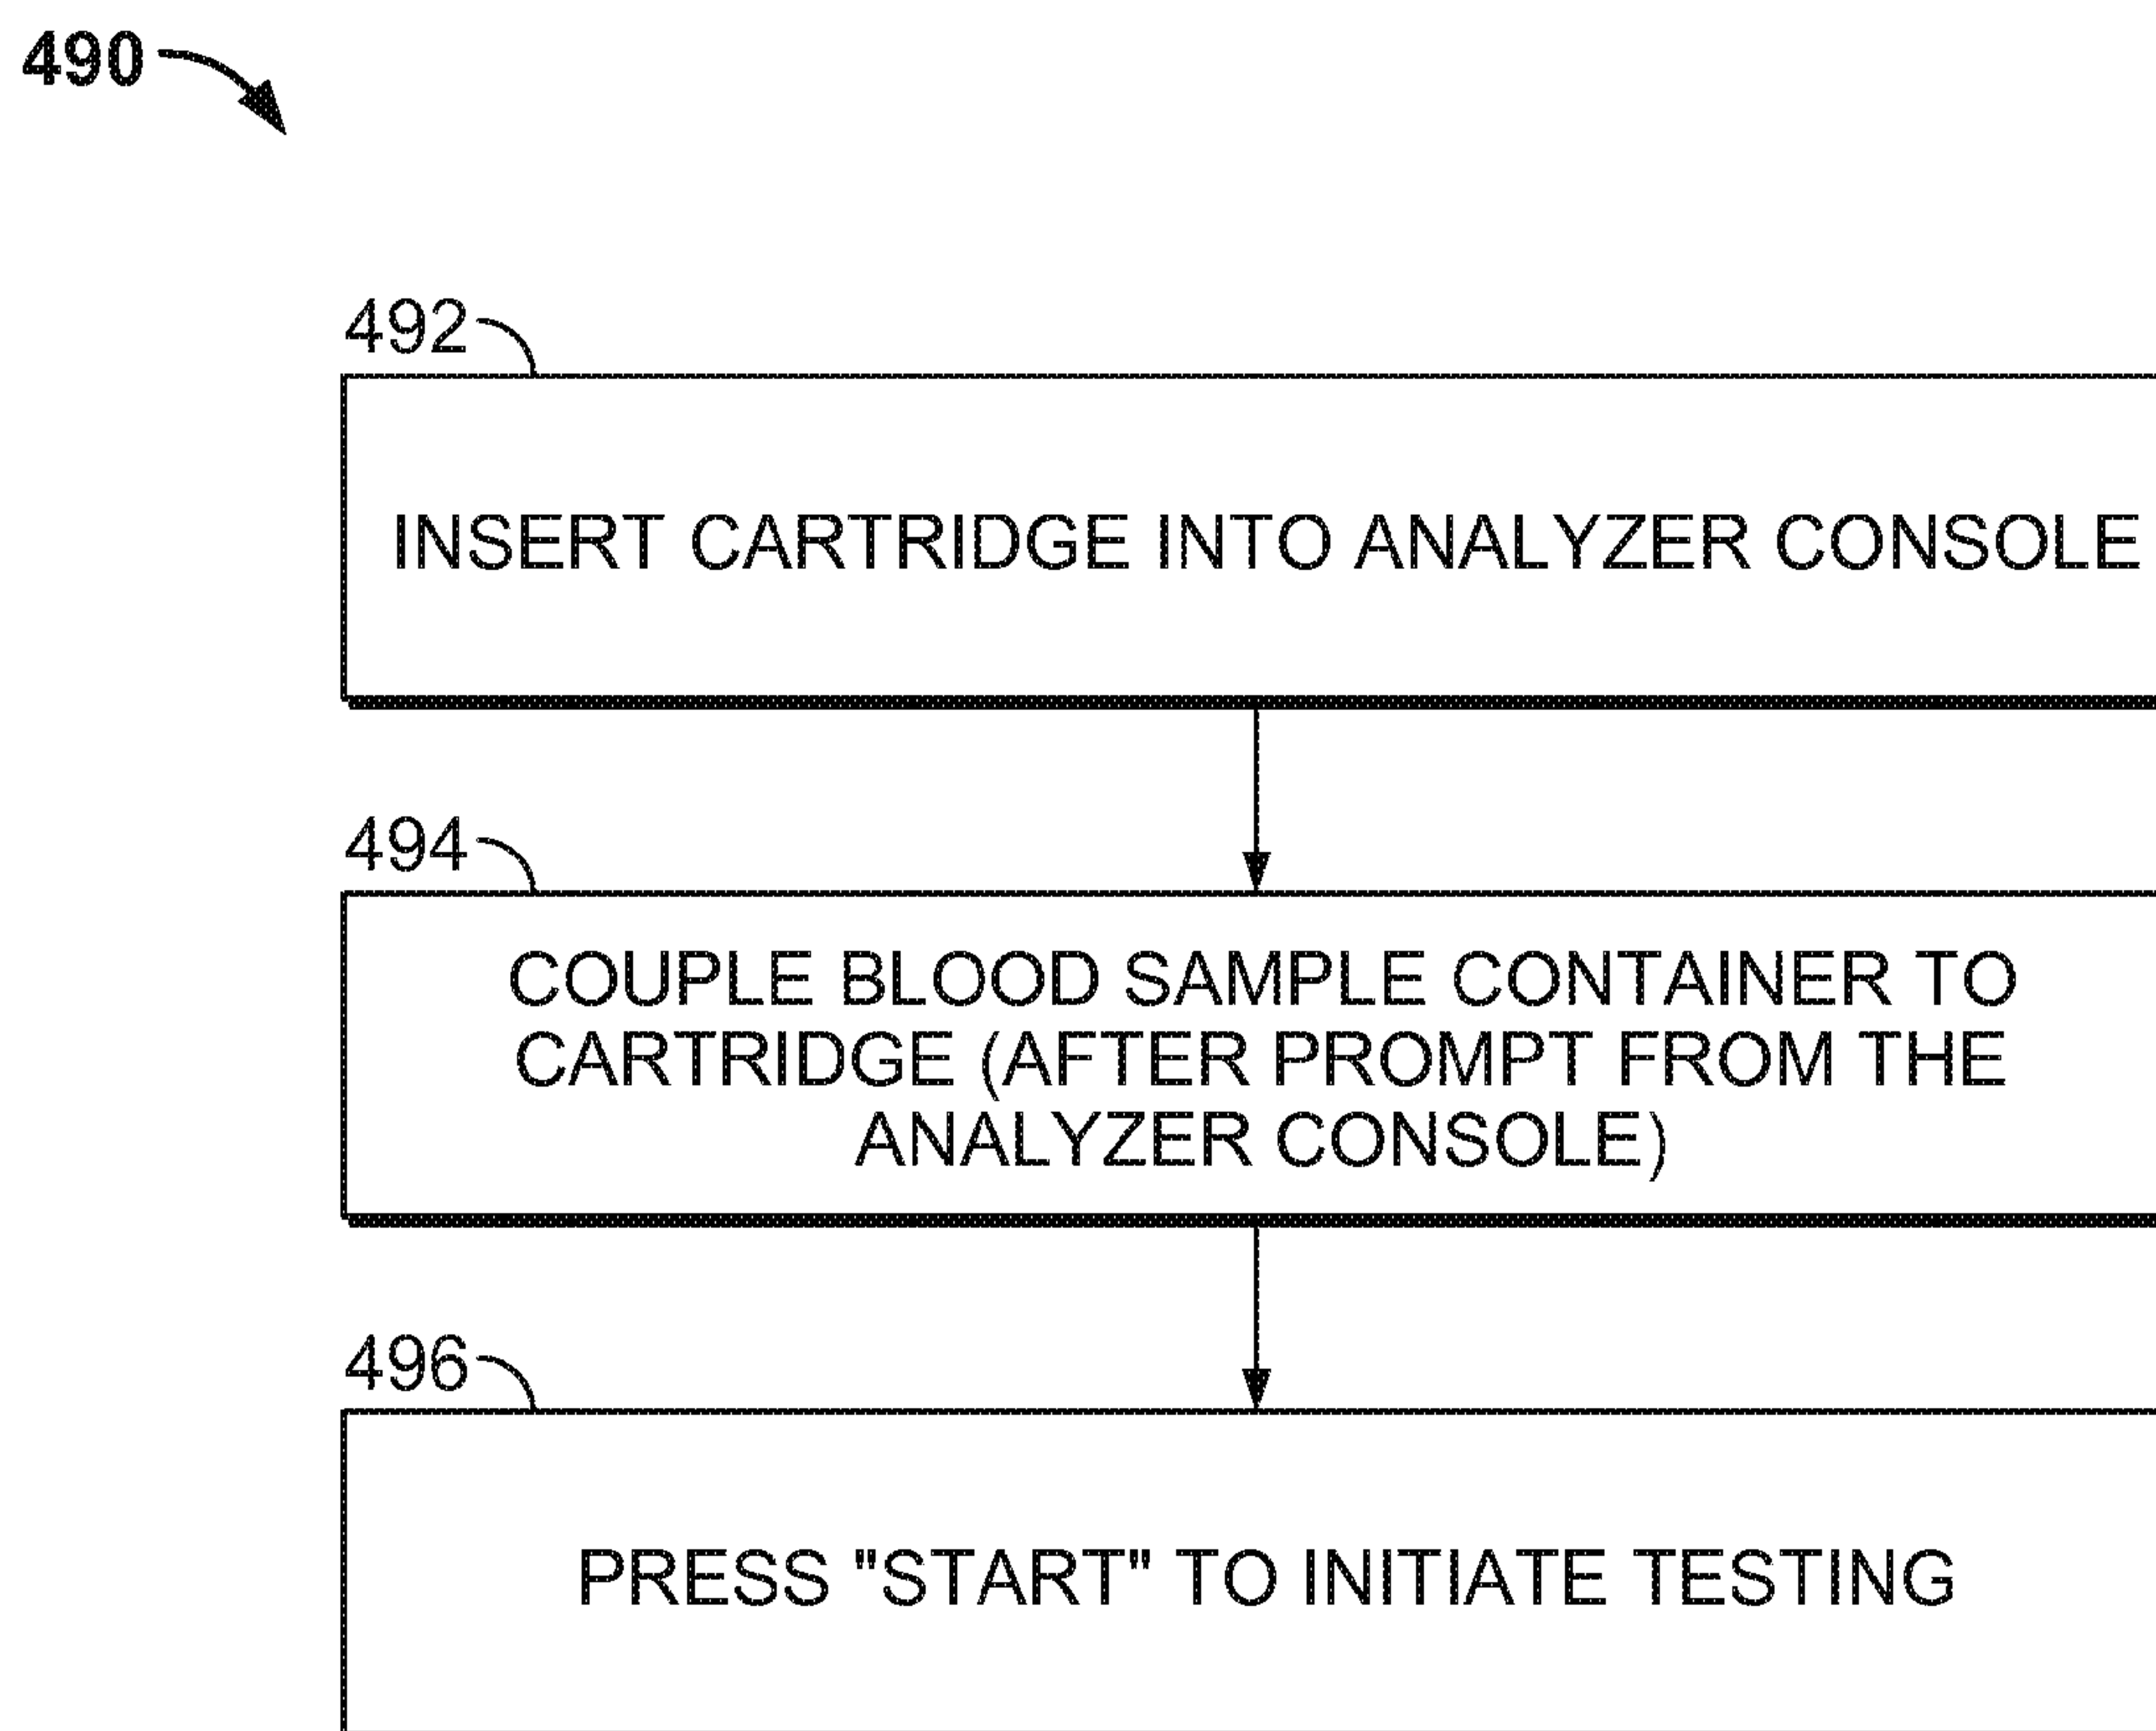 490
492
INSERT CARTRIDGE INTO ANALYZER CONSOLE
494
COUPLE BLOOD SAMPLE CONTAINER TO
CARTRIDGE (AFTER PROMPT FROM THE
ANALYZER CONSOLE)
496
PRESS "START" TO INITIATE TESTING